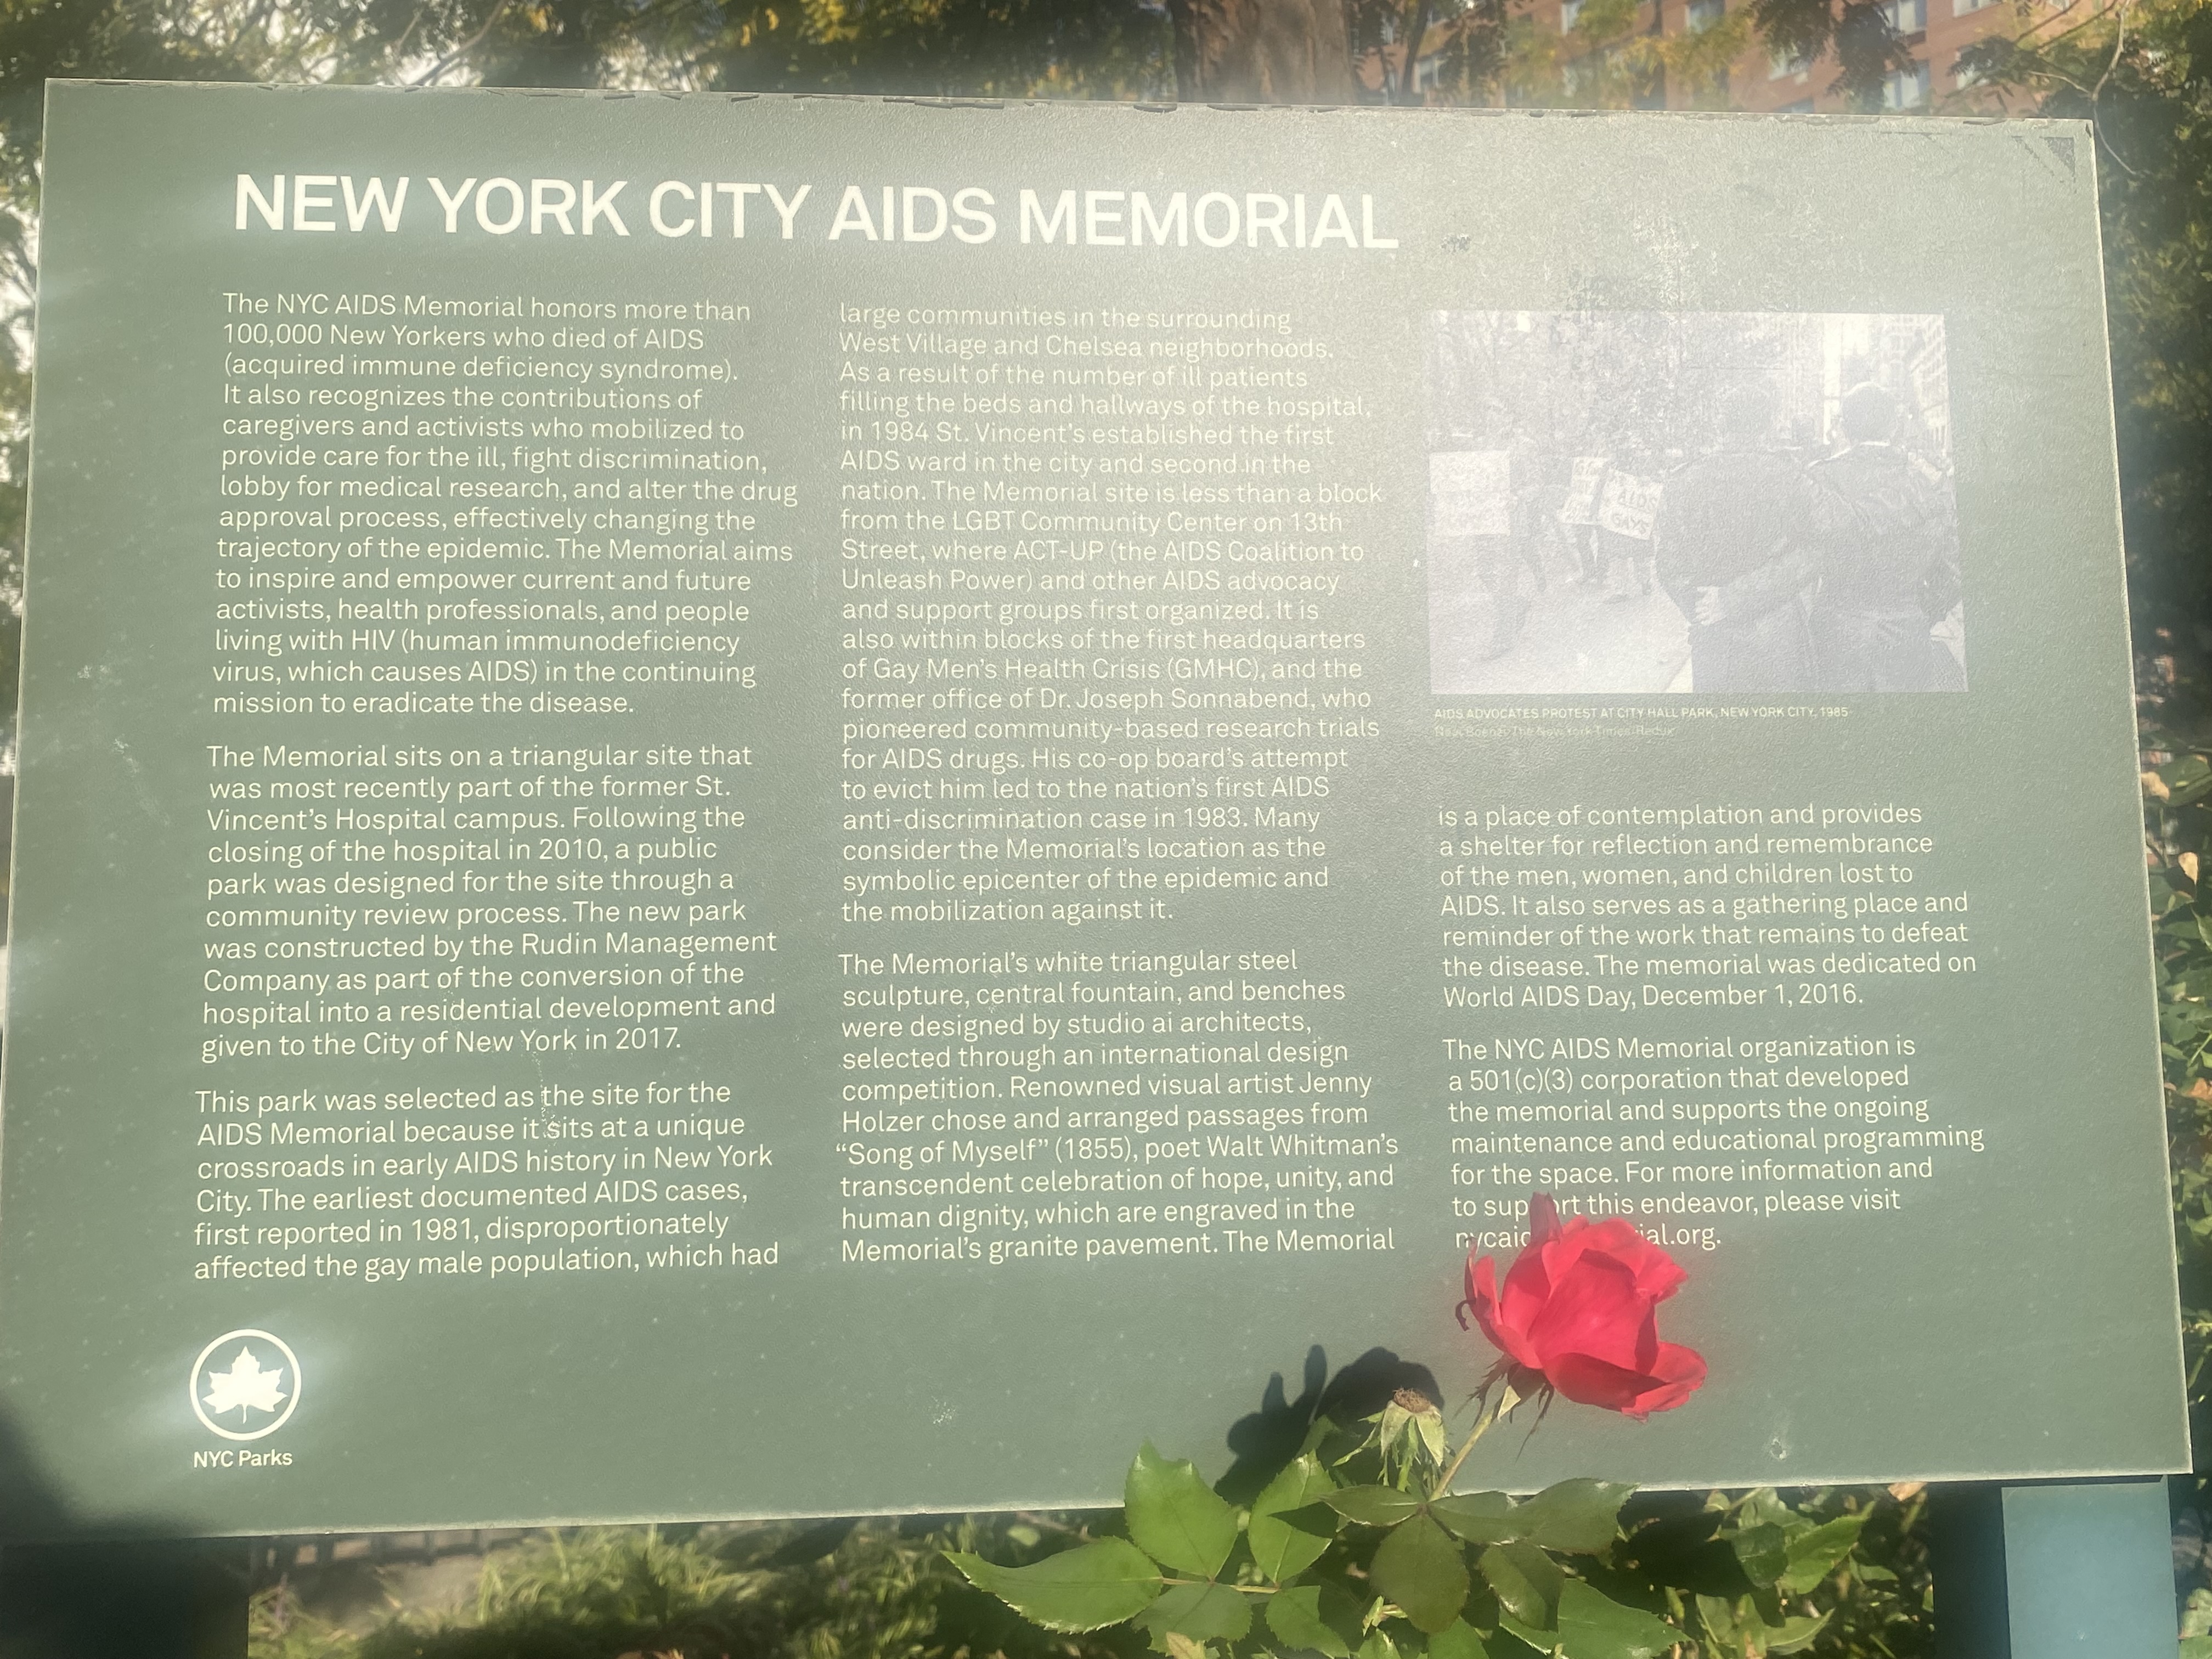 NEW YORK CITY AIDS MEMORIAL
The NYC AIDS Memorial honors more than
100,000 New Yorkers who died of AIDS
(acquired immune deficiency syndrome).
It also recognizes the contributions of
caregivers and activists who mobilized to
provide care for the ill, fight discrimination,
lobby for medical research, and alter the drug
approval process, effectively changing the
trajectory of the epidemic. The Memorial aims
to inspire and empower current and future
activists, health professionals, and people
living with HIV (human immunodeficiency
virus, which causes AIDS) in the continuing
mission to eradicate the disease.
The Memorial sits on a triangular site that
was most recently part of the former St.
Vincent's Hospital campus. Following the
closing of the hospital in 2010, a public
park was designed for the site through a
community review process. The new park
was constructed by the Rudin Management
Company as part of the conversion of the
hospital into a residential development and
given to the City of New York in 2017.
This park was selected as the site for the
AIDS Memorial because it sits at a unique
crossroads in early AIDS history in New York
City. The earliest documented AIDS cases,
first reported in 1981, disproportionately
affected the gay male population, which had
large communities in the surrounding
West Village and Chelsea neighborhoods.
As a result of the number of ill patients
filling the beds and hallways of the hospital,
in 1984 St. Vincent's established the first
AIDS ward in the city and second in the
nation. The Memorial site is less than a block
from the LGBT Community Center on 13th
Street, where ACT-UP (the AIDS Coalition to
Unleash Power) and other AIDS advocacy
and support groups first organized. It is
also within blocks of the first headquarters
of Gay Men's Health Crisis (GMHC), and the
former office of Dr. Joseph Sonnabend, who
pioneered community-based research trials
for AIDS drugs. His co-op board's attempt
to evict him led to the nation's first AIDS
anti-discrimination case in 1983. Many
consider the Memorial's location as the
symbolic epicenter of the epidemic and
the mobilization against it.
The Memorial's white triangular steel
sculpture, central fountain, and benches
were designed by studio ai architects,
selected through an international design
competition. Renowned visual artist Jenny
Holzer chose and arranged passages from
"Song of Myself" (1855), poet Walt Whitman's
transcendent celebration of hope, unity, and
human dignity, which are engraved in the
Memorial's granite pavement. The Memorial
AIDS
GAYS
AIDS ADVOCATES PROTEST AT CITY HALL PARK, NEW YORK CITY, 1985
The New York Times/Redux
is a place of contemplation and provides
a shelter for reflection and remembrance
of the men, women, and children lost to
AIDS. It also serves as a gathering place and
reminder of the work that remains to defeat
the disease. The memorial was dedicated on
World AIDS Day, December 1, 2016.
The NYC AIDS Memorial organization is
a 501(c)(3) corporation that developed
the memorial and supports the ongoing
maintenance and educational programming
for the space. For more information and
to support this endeavor, please visit
NYC Parks